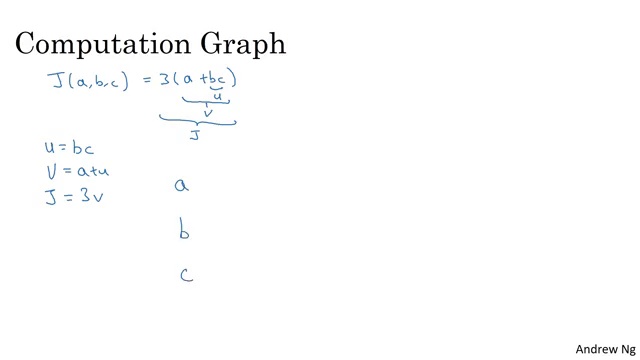 Computation Graph
J(a,b,c) = 3(a+bc)
u
v
J
u = bc
v = a+u
J = 3v
a
b
c
Andrew Ng